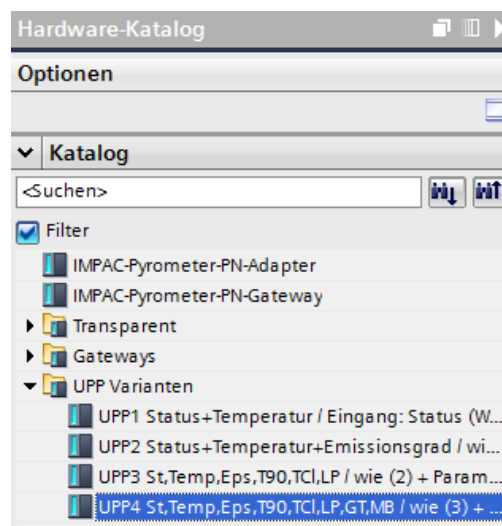 Hardware-Katalog
Optionen
Katalog
<Suchen>
Filter
IMPAC-Pyrometer-PN-Adapter
IMPAC-Pyrometer-PN-Gateway
Transparent
Gateways
UPP Varianten
UPP1 Status+Temperatur / Eingang: Status (W...
UPP2 Status+Temperatur+Emissionsgrad / wi...
UPP3 St,Temp,Eps,T90,TCl,LP / wie (2) + Param...
UPP4 St,Temp,Eps,T90,TCl,LP,GT,MB / wie (3) + ...